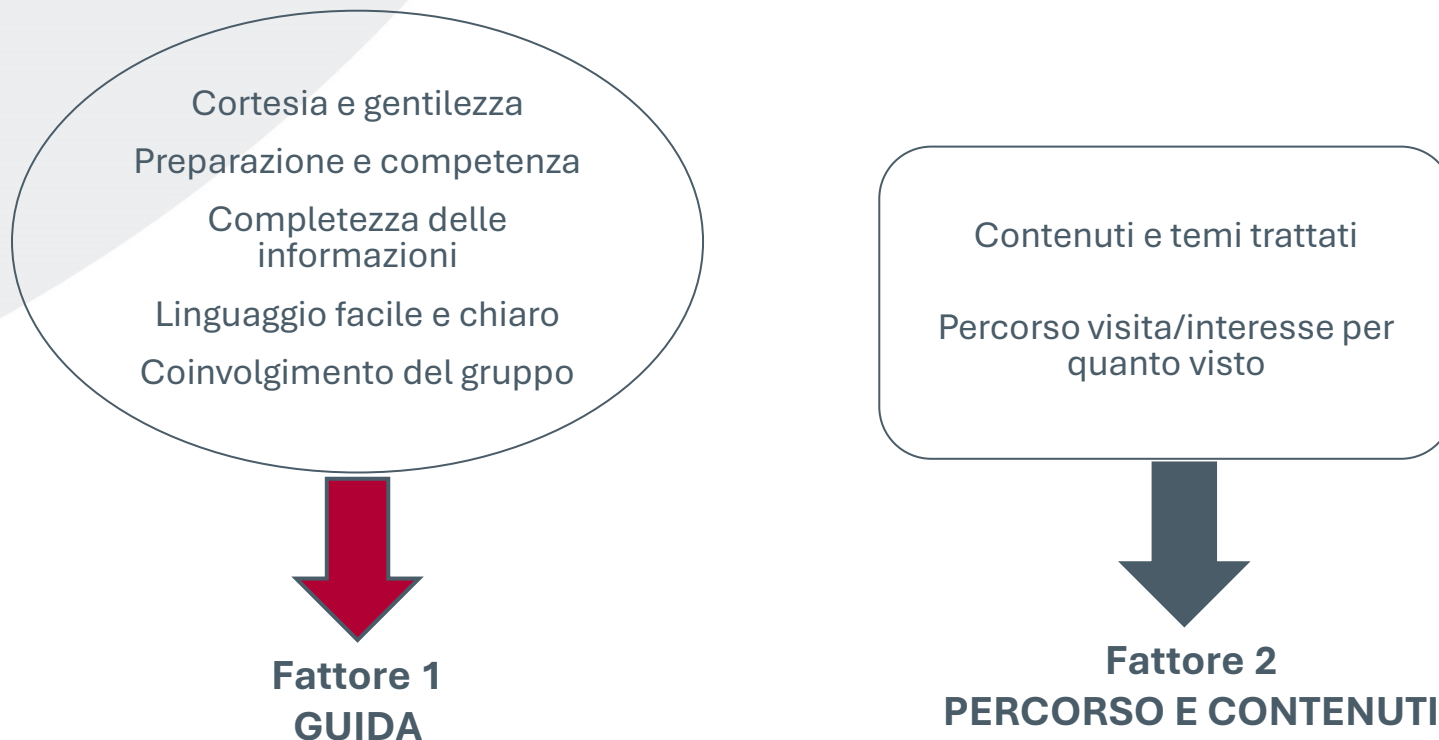 Cortesia e gentilezza
Preparazione e competenza
Completezza delle
informazioni
Linguaggio facile e chiaro
Coinvolgimento del gruppo
Fattore 1
GUIDA
Contenuti e temi trattati
Percorso visita/interesse per
quanto visto
Fattore 2
PERCORSO E CONTENUTI